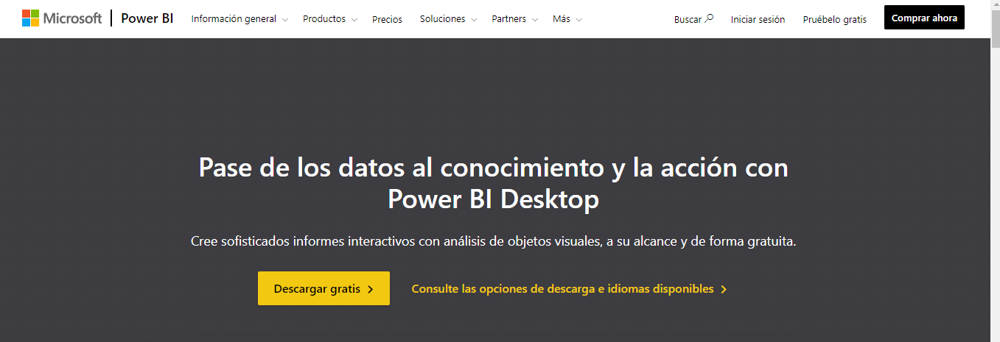 Microsoft Power BI Información general Productos Precios Soluciones Partners Más Buscar Iniciar sesión Pruébelo gratis Comprar ahora
Pase de los datos al conocimiento y la acción con
Power BI Desktop
Cree sofisticados informes interactivos con análisis de objetos visuales, a su alcance y de forma gratuita.
Descargar gratis Consulte las opciones de descarga e idiomas disponibles